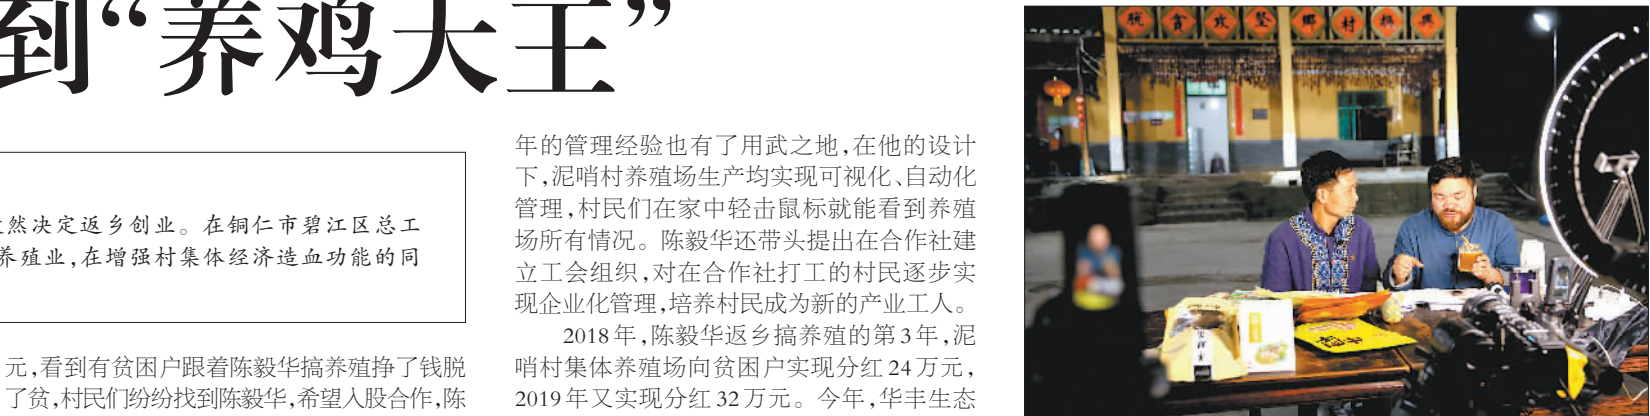 到“养鸡大王”
然决定返乡创业。在铜仁市碧江区总工
养殖业,在增强村集体经济造血功能的同
元,看到有贫困户跟着陈毅华搞养殖挣了钱脱
了贫,村民们纷纷找到陈毅华,希望入股合作,陈
年的管理经验也有了用武之地,在他的设计
下,泥哨村养殖场生产均实现可视化、自动化
管理,村民们在家中轻击鼠标就能看到养殖
场所有情况。陈毅华还带头提出在合作社建
立工会组织,对在合作社打工的村民逐步实
现企业化管理,培养村民成为新的产业工人。
2018年,陈毅华返乡搞养殖的第3年,泥
哨村集体养殖场向贫困户实现分红24万元,
2019年又实现分红32万元。今年,华丰生态
脱贫攻坚 鄉村振興